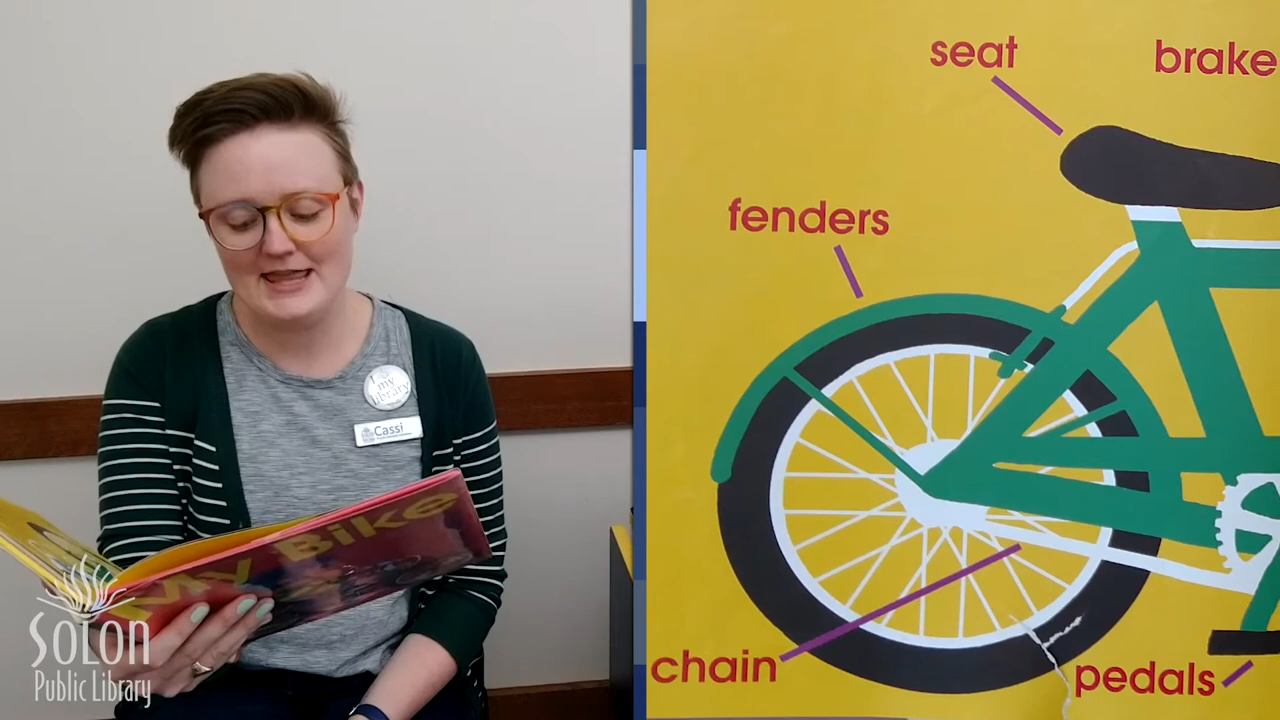 I
my
library
Cassi
My Bike
Solon
Public Library
seat
brake
fenders
chain
pedals